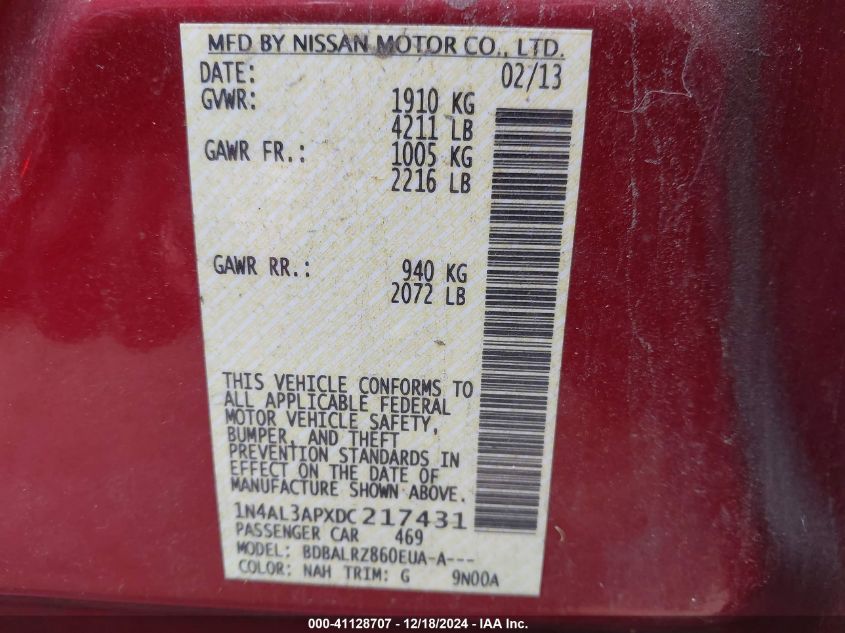 MFD BY NISSAN MOTOR CO., LTD.
DATE: 02/13
GVWR: 1910 KG
4211 LB
GAWR FR.: 1005 KG
2216 LB
GAWR RR.: 940 KG
2072 LB
THIS VEHICLE CONFORMS TO
ALL APPLICABLE FEDERAL
MOTOR VEHICLE SAFETY,
BUMPER, AND THEFT
PREVENTION STANDARDS IN
EFFECT ON THE DATE OF
MANUFACTURE SHOWN ABOVE.
1N4AL3APXDC217431
PASSENGER CAR 469
MODEL: BDBALRZ860EUA-A---
COLOR: NAH TRIM: G 9N00A
000-41128707 - 12/18/2024 - IAA Inc.